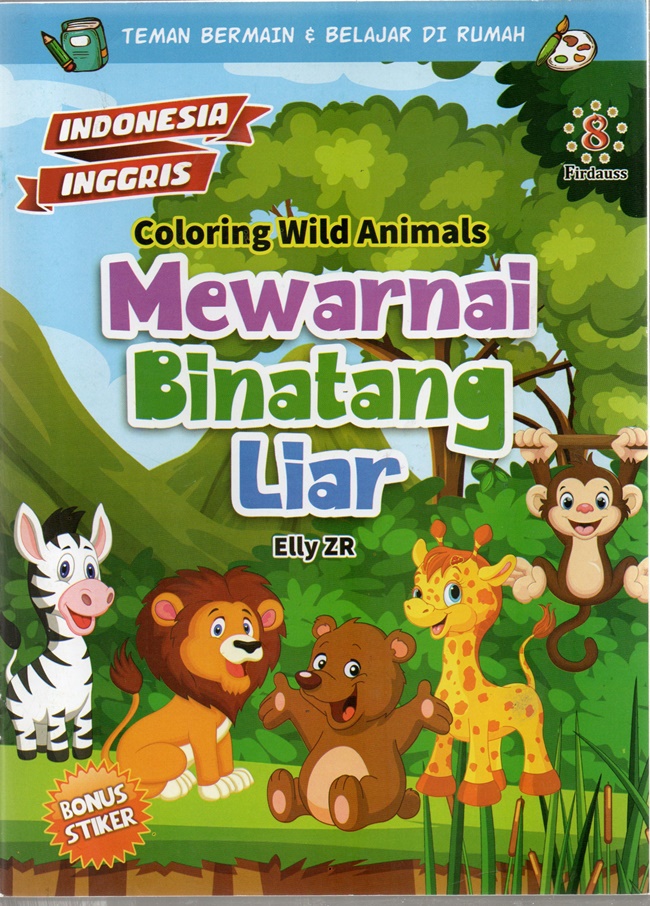 TEMAN BERMAIN & BELAJAR DI RUMAH
INDONESIA
INGGRIS
8
Firdauss
Coloring Wild Animals
Mewarnai
Binatang
Liar
Elly ZR
BONUS
STIKER